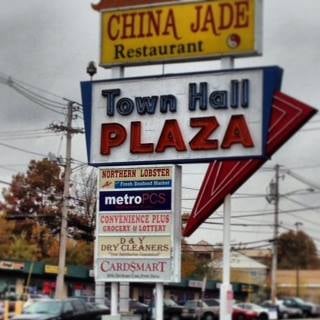 CHINA JADE
Restaurant
Town Hall
PLAZA
NORTHERN LOBSTER
Fresh Seafood Market
metroPCS
CONVENIENCE PLUS
GROCERY & LOTTERY
D & Y
DRY CLEANERS
CARDSMART